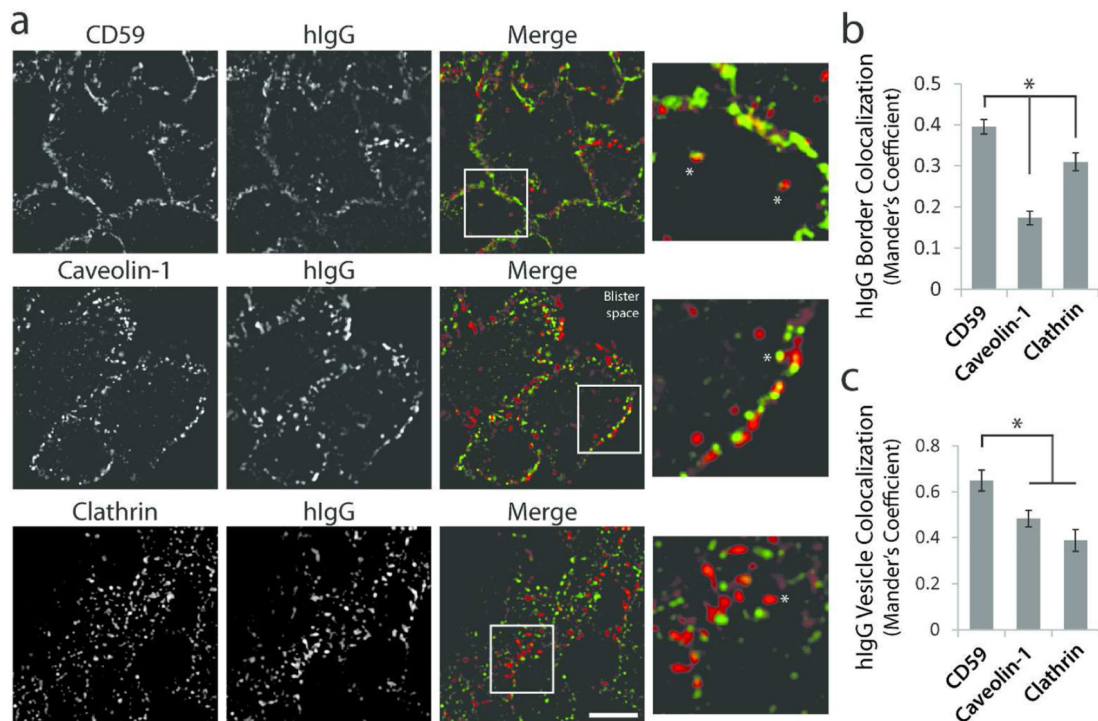 a
CD59 hIgG Merge
*
*
Caveolin-1 hIgG Merge
Blister
space
*
Clathrin hIgG Merge
*
b
hIgG Border Colocalization
(Mander's Coefficient)
0.5
0.4
0.3
0.2
0.1
0
*
CD59
Caveolin-1
Clathrin
c
hIgG Vesicle Colocalization
(Mander's Coefficient)
0.8
0.6
0.4
0.2
0
*
CD59
Caveolin-1
Clathrin